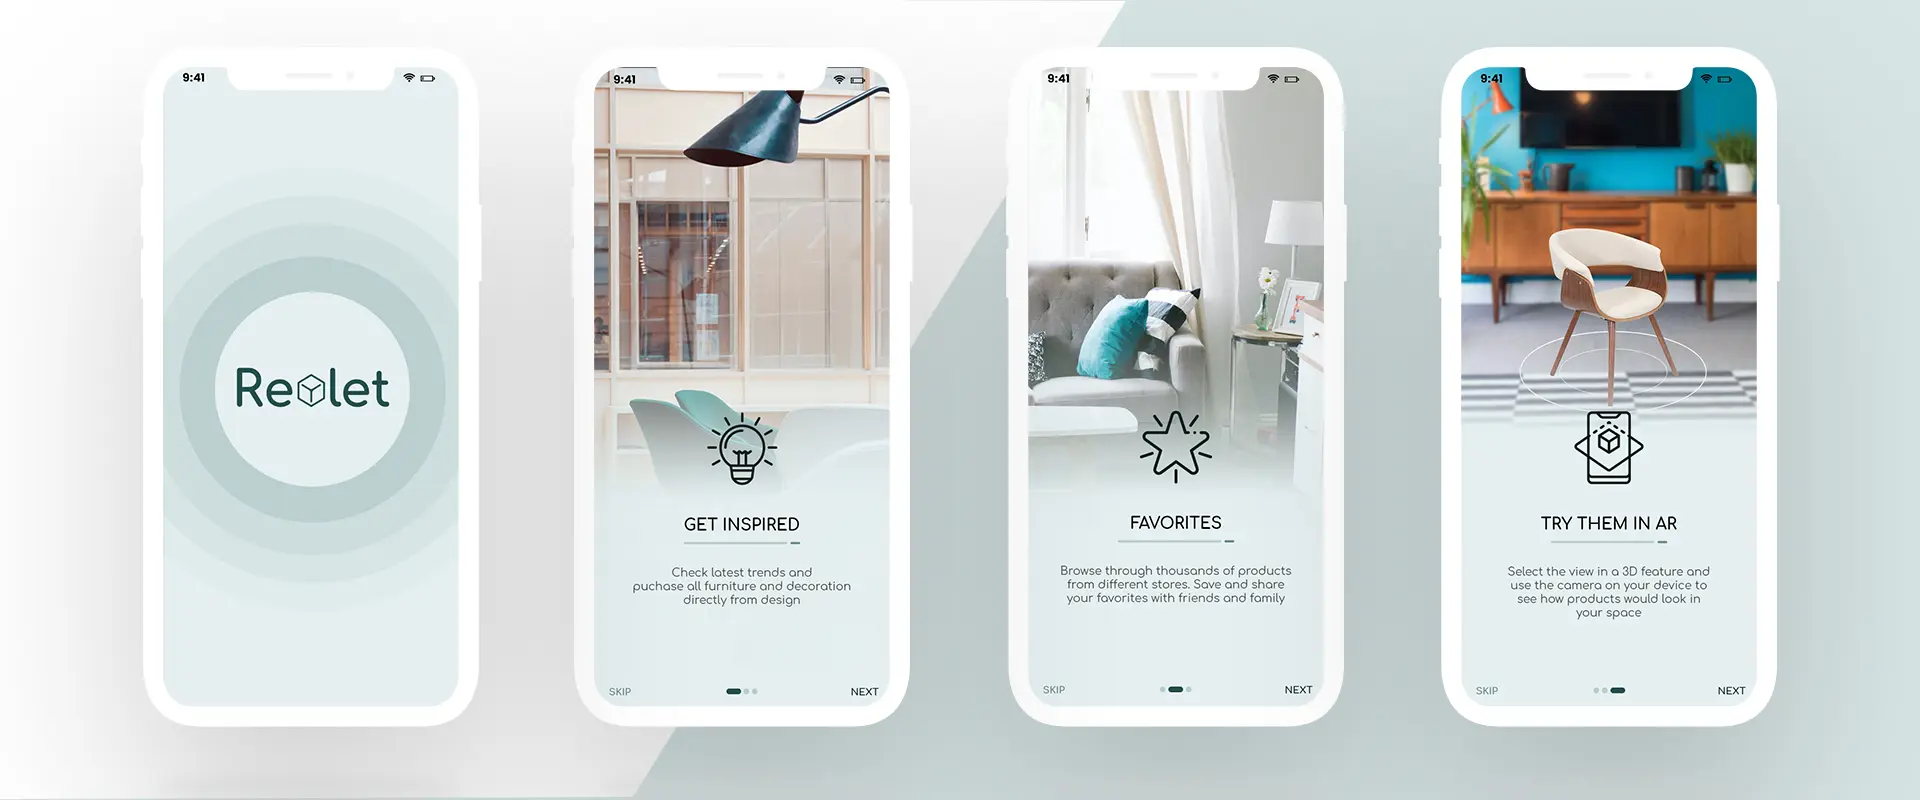 9:41
Re let
9:41
GET INSPIRED
Check latest trends and
puchase all furniture and decoration
directly from design
SKIP
NEXT
9:41
FAVORITES
Browse through thousands of products
from different stores. Save and share
your favorites with friends and family
SKIP
NEXT
9:41
TRY THEM IN AR
Select the view in a 3D feature and
use the camera on your device to
see how products would look in
your space
SKIP
NEXT